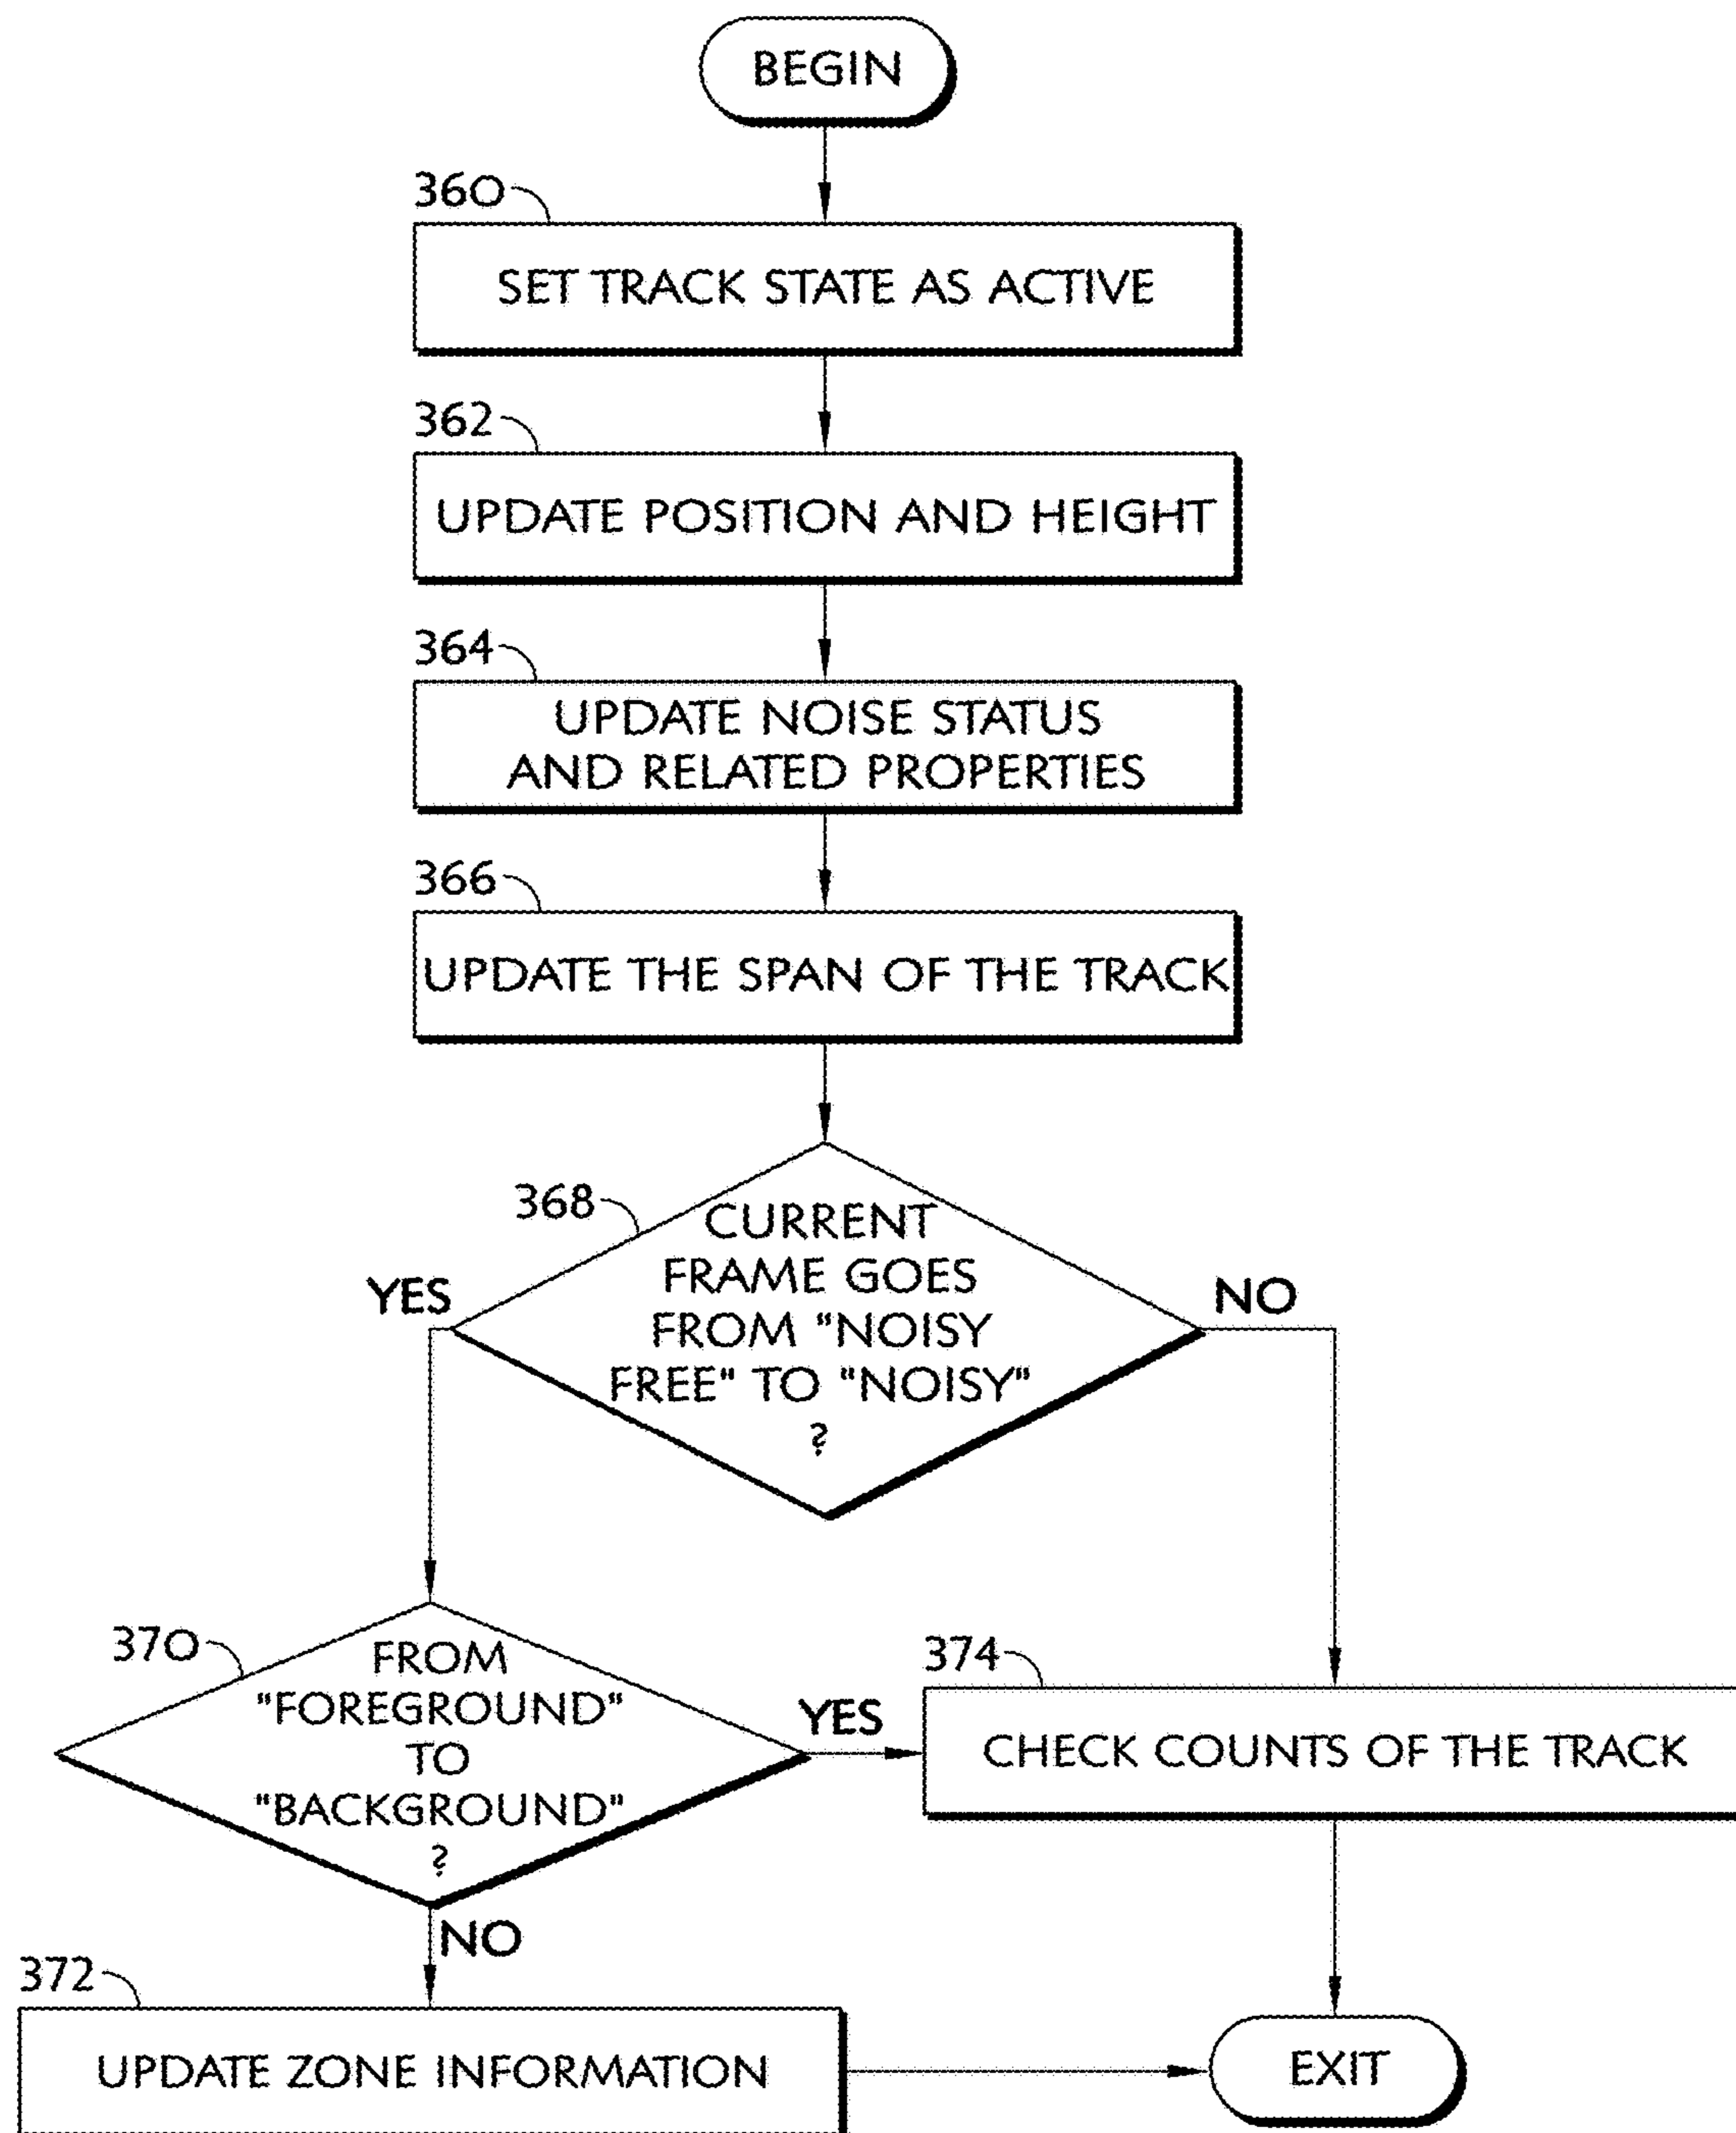 BEGIN
360
SET TRACK STATE AS ACTIVE
362
UPDATE POSITION AND HEIGHT
364
UPDATE NOISE STATUS
AND RELATED PROPERTIES
366
UPDATE THE SPAN OF THE TRACK
368
CURRENT
FRAME GOES
FROM "NOISY
FREE" TO "NOISY"
?
YES
NO
370
FROM
"FOREGROUND"
TO
"BACKGROUND"
?
YES
374
CHECK COUNTS OF THE TRACK
NO
372
UPDATE ZONE INFORMATION
EXIT